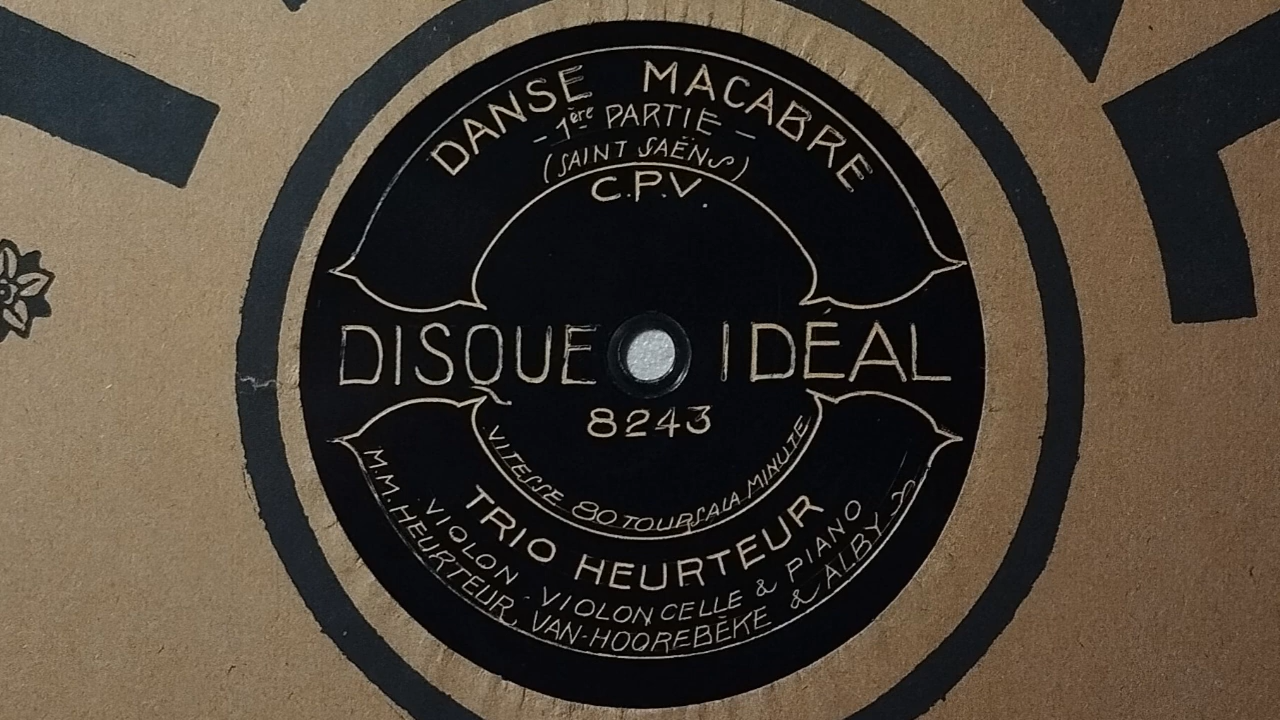 DANSE MACABRE
- 1ère PARTIE -
(SAINT SAËNS)
C.P.V.
DISQUE IDÉAL
8243
VITESSE 80 TOURS A LA MINUTE
TRIO HEURTEUR
VIOLON - VIOLONCELLE & PIANO
M.M. HEURTEUR, VAN-HOOREBÈKE & ALBY